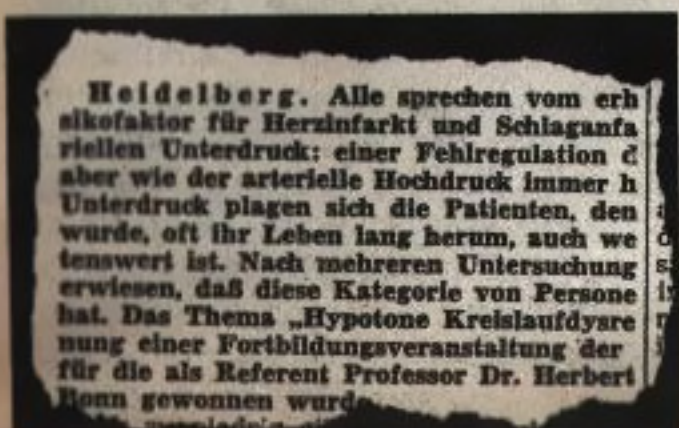 Heidelberg. Alle sprechen vom erh
sikofaktor für Herzinfarkt und Schlaganfa
riellen Unterdruck: einer Fehlregulation d
aber wie der arterielle Hochdruck immer h
Unterdruck plagen sich die Patienten, den
wurde, oft ihr Leben lang herum, auch we
tenswert ist. Nach mehreren Untersuchung
erwiesen, daß diese Kategorie von Persone
hat. Das Thema „Hypotone Kreislaufdysre
nung einer Fortbildungsveranstaltung der
für die als Referent Professor Dr. Herbert
Bonn gewonnen wurde